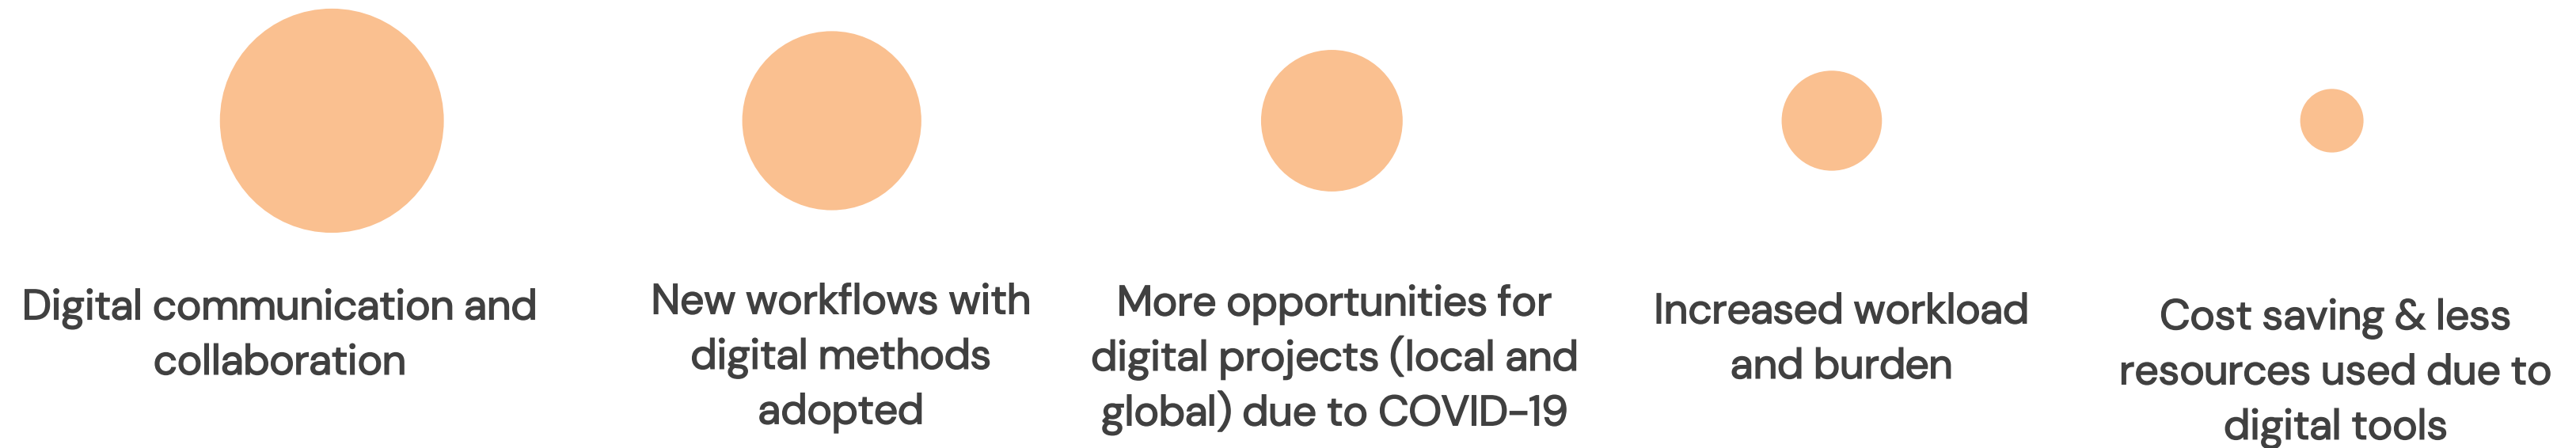 Digital communication and
collaboration
New workflows with
digital methods
adopted
More opportunities for
digital projects (local and
global) due to COVID-19
Increased workload
and burden
Cost saving & less
resources used due to
digital tools